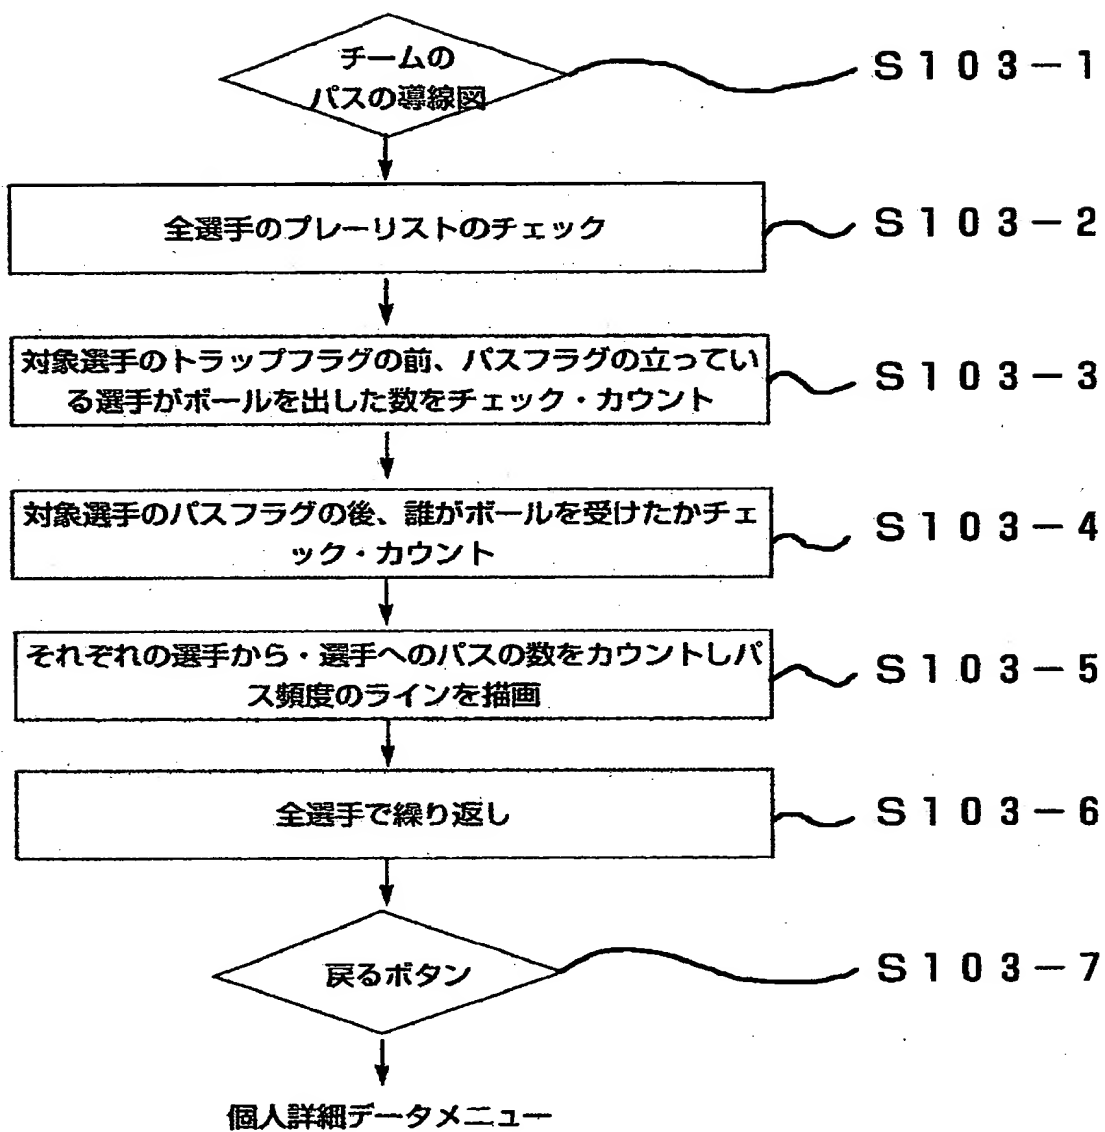 チームの
パスの導線図
S103-1
全選手のプレーリストのチェック
S103-2
対象選手のトラップフラグの前、パスフラグの立ってい
る選手がボールを出した数をチェック・カウント
S103-3
対象選手のパスフラグの後、誰がボールを受けたかチェ
ック・カウント
S103-4
それぞれの選手から・選手へのパスの数をカウントしパ
ス頻度のラインを描画
S103-5
全選手で繰り返し
S103-6
戻るボタン
S103-7
個人詳細データメニュー